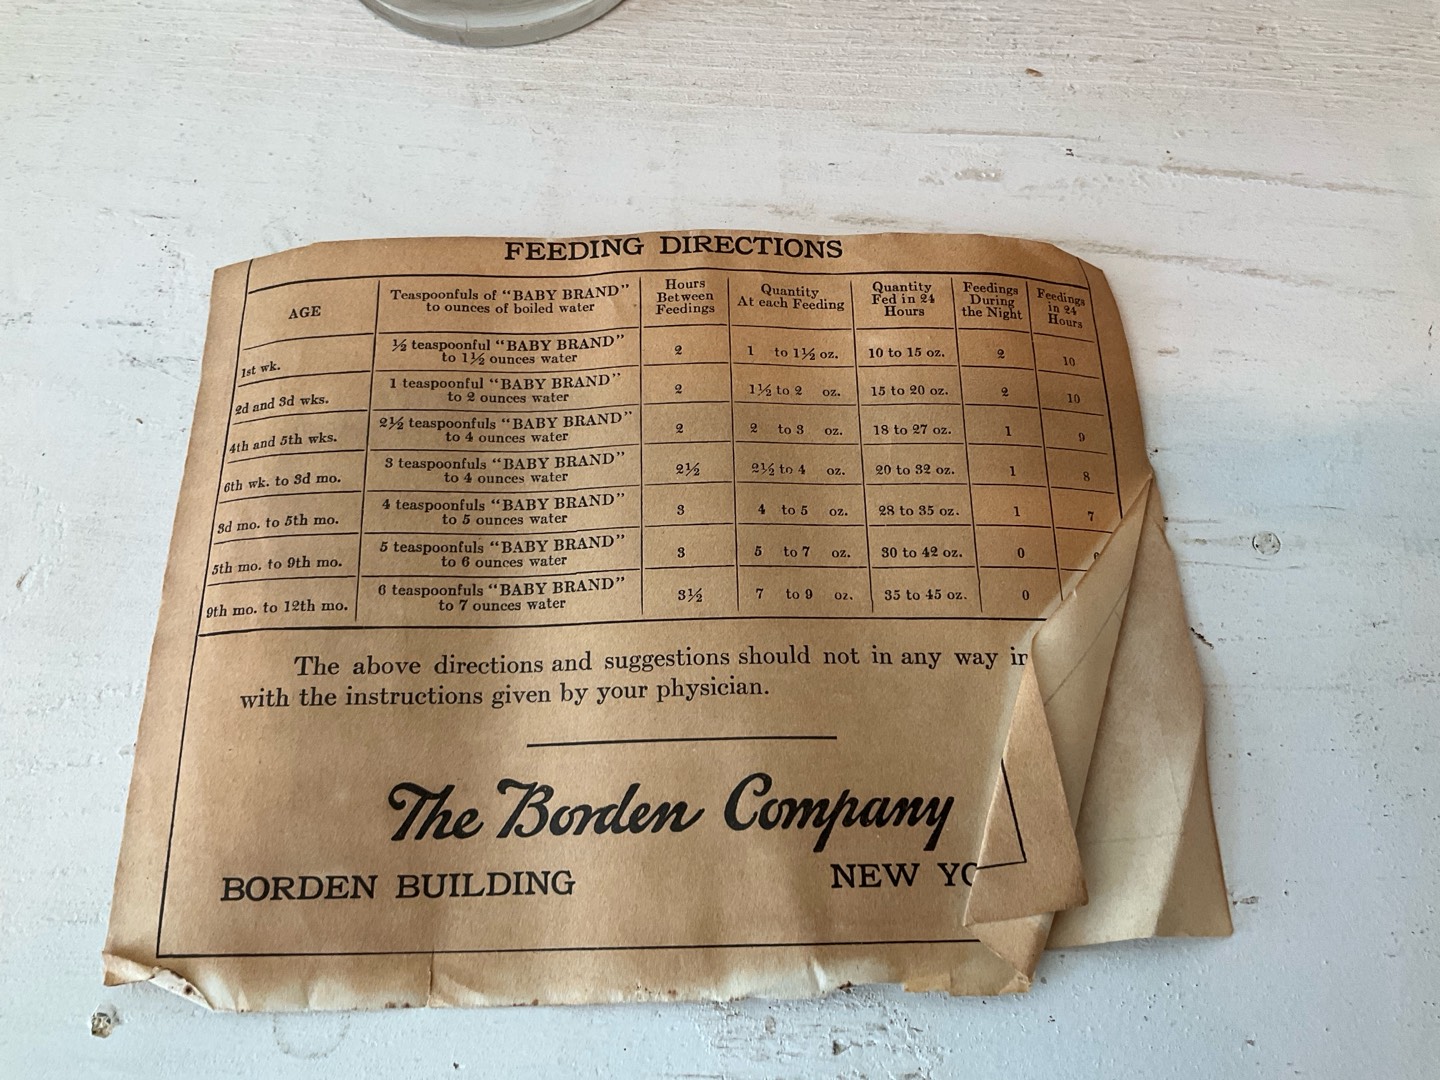 FEEDING DIRECTIONS
AGE
Teaspoonfuls of "BABY BRAND"
to ounces of boiled water
Hours
Between
Feedings
Quantity
At each Feeding
Quantity
Fed in 24
Hours
Feedings
During
the Night
Feedings
in 24
Hours
1st wk.
½ teaspoonful "BABY BRAND"
to 1½ ounces water
2
1 to 1½ oz.
10 to 15 oz.
2
10
2d and 3d wks.
1 teaspoonful "BABY BRAND"
to 2 ounces water
2
1½ to 2 oz.
15 to 20 oz.
2
10
4th and 5th wks.
2½ teaspoonfuls "BABY BRAND"
to 4 ounces water
2
2 to 3 oz.
18 to 27 oz.
1
9
6th wk. to 3d mo.
3 teaspoonfuls "BABY BRAND"
to 4 ounces water
2½
2½ to 4 oz.
20 to 32 oz.
1
8
3d mo. to 5th mo.
4 teaspoonfuls "BABY BRAND"
to 5 ounces water
3
4 to 5 oz.
28 to 35 oz.
1
7
5th mo. to 9th mo.
5 teaspoonfuls "BABY BRAND"
to 6 ounces water
3
5 to 7 oz.
30 to 42 oz.
0
9th mo. to 12th mo.
6 teaspoonfuls "BABY BRAND"
to 7 ounces water
3½
7 to 9 oz.
35 to 45 oz.
0
The above directions and suggestions should not in any way
with the instructions given by your physician.
The Borden Company
BORDEN BUILDING NEW